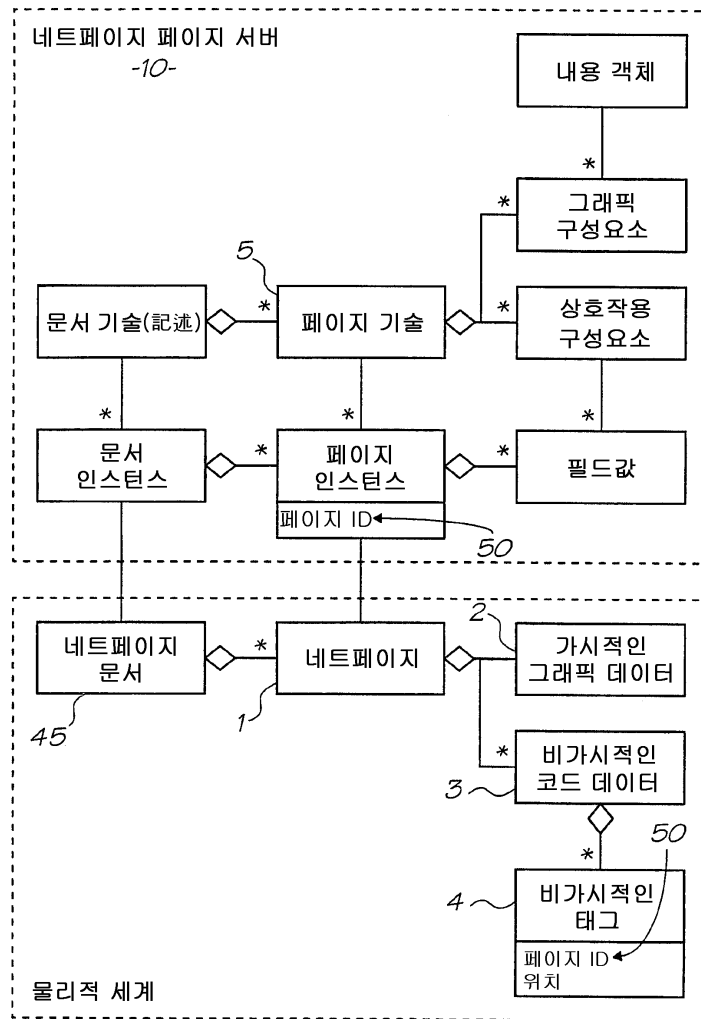 네트페이지 페이지 서버
-10-
내용 객체
*
*
그래픽
구성요소
5
문서 기술(記述)
*
페이지 기술
*
상호작용
구성요소
*
*
*
문서
인스턴스
*
페이지
인스턴스
*
필드값
페이지 ID
50
네트페이지
문서
*
네트페이지
2
가시적인
그래픽 데이터
45
1
*
비가시적인
코드 데이터
3
50
*
4
비가시적인
태그
페이지 ID
위치
물리적 세계